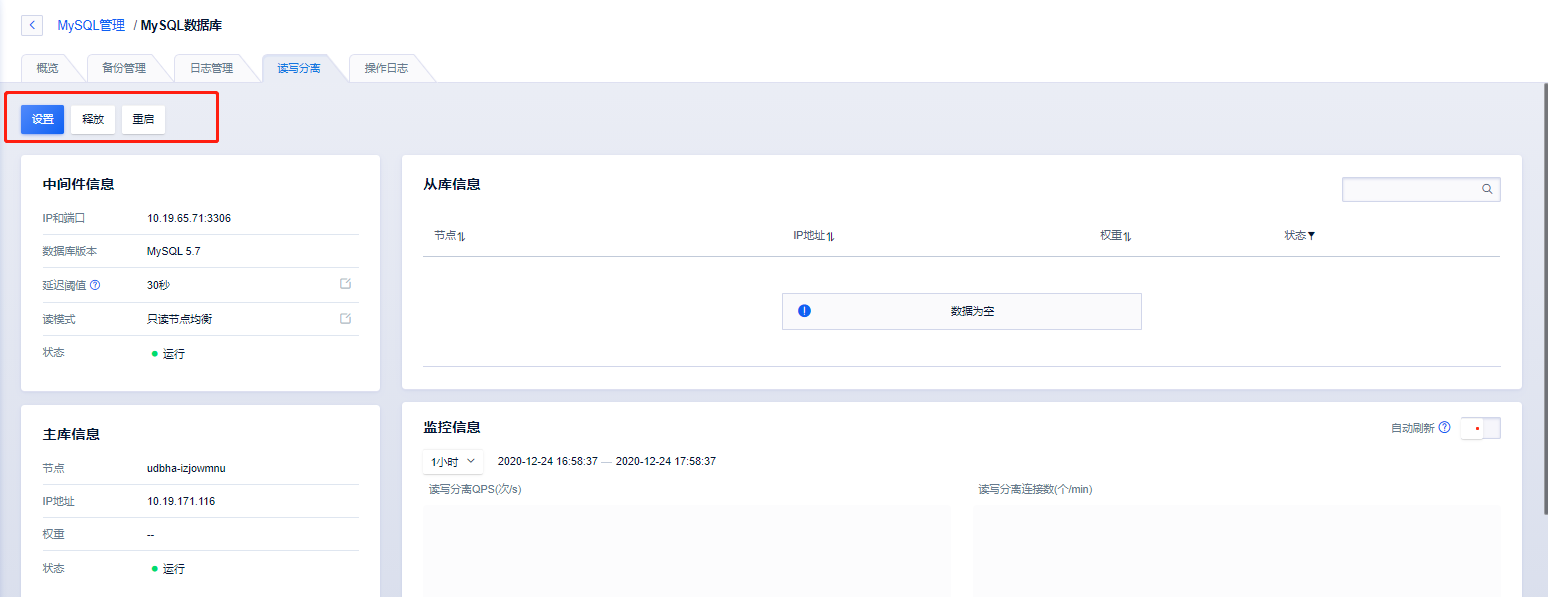 MySQL管理 / MySQL数据库
概览 备份管理 日志管理 读写分离 操作日志
设置 释放 重启
中间件信息
IP和端口 10.19.65.71:3306
数据库版本 MySQL 5.7
延迟阈值 30秒
读模式 只读节点均衡
状态 运行
从库信息
节点 IP地址 权重 状态
数据为空
主库信息
节点 udbha-izjowmnu
IP地址 10.19.171.116
权重 --
状态 运行
监控信息 自动刷新
1小时 2020-12-24 16:58:37 — 2020-12-24 17:58:37
读写分离QPS(次/s) 读写分离连接数(个/min)